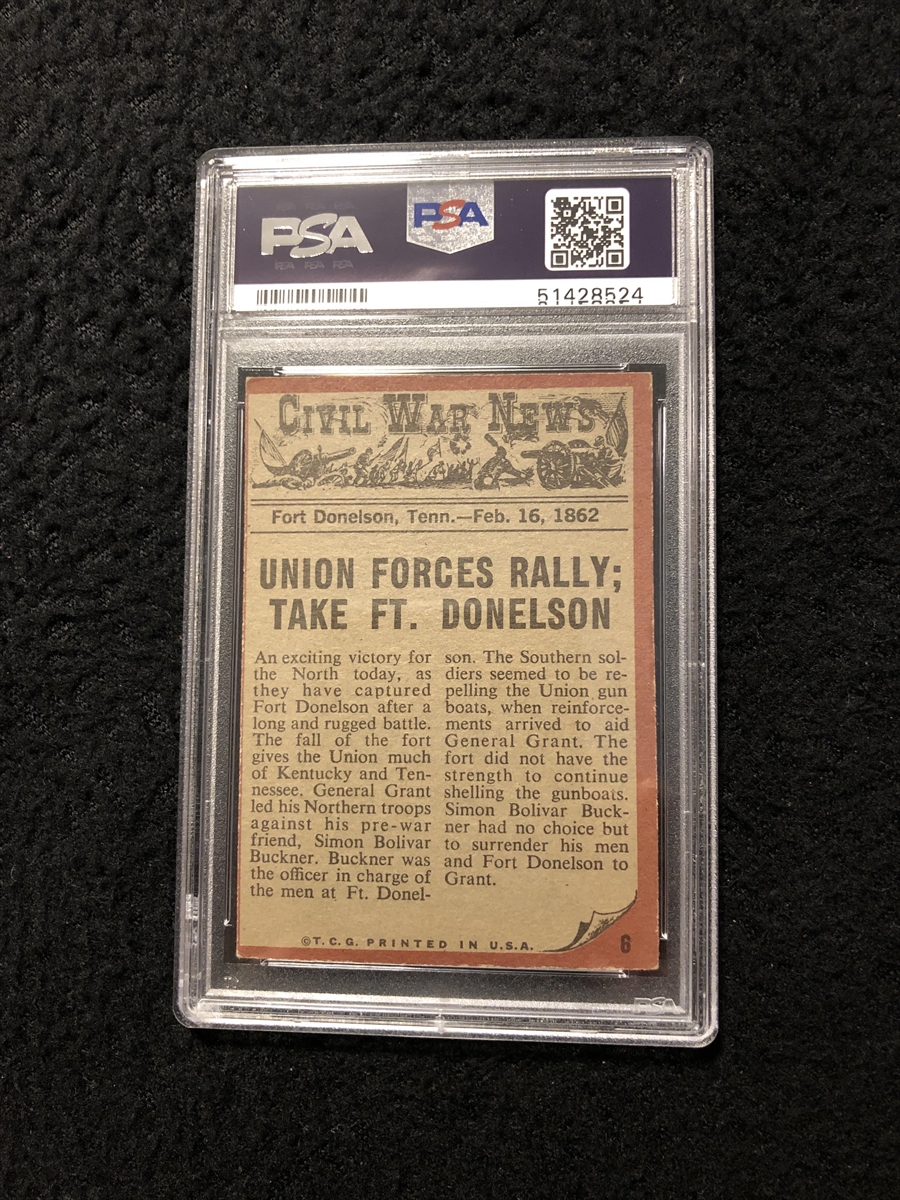 PSA
PSA PSA PSA
PSA
51428524
CIVIL WAR NEWS
Fort Donelson, Tenn.—Feb. 16, 1862
UNION FORCES RALLY;
TAKE FT. DONELSON
An exciting victory for
the North today, as
they have captured
Fort Donelson after a
long and rugged battle.
The fall of the fort
gives the Union much
of Kentucky and Ten-
nessee. General Grant
led his Northern troops
against his pre-war
friend, Simon Bolivar
Buckner. Buckner was
the officer in charge of
the men at Ft. Donel-
son. The Southern sol-
diers seemed to be re-
pelling the Union gun
boats, when reinforce-
ments arrived to aid
General Grant. The
fort did not have the
strength to continue
shelling the gunboats.
Simon Bolivar Buck-
ner had no choice but
to surrender his men
and Fort Donelson to
Grant.
©T.C.G. PRINTED IN U.S.A.
6
PSA